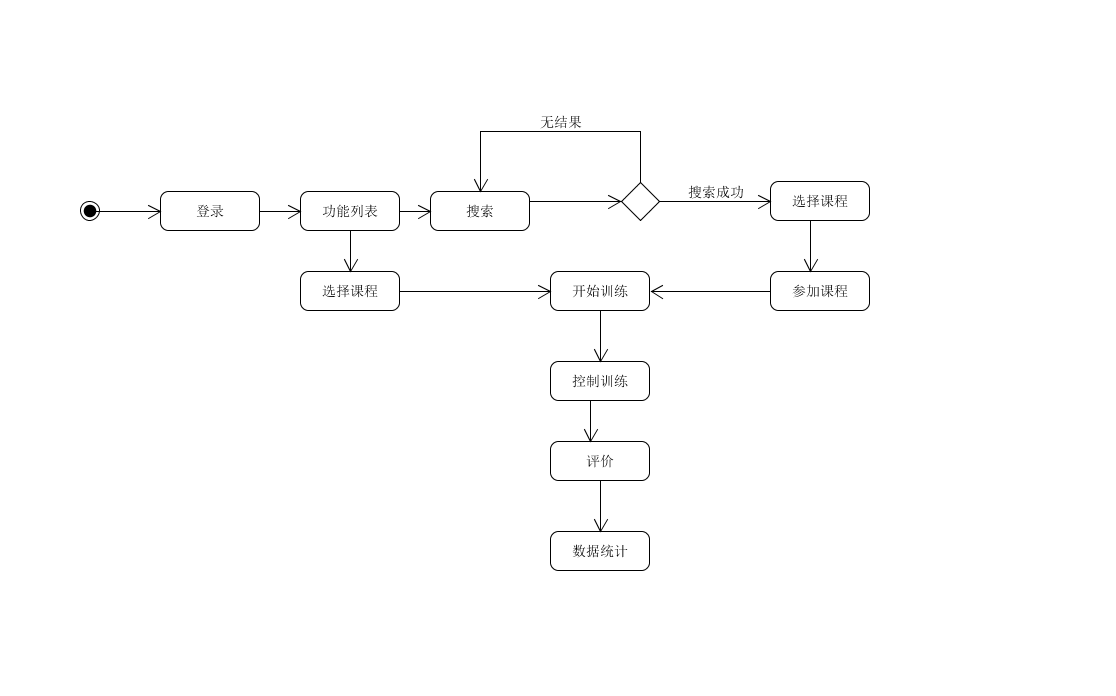 无结果
登录
功能列表
搜索
搜索成功
选择课程
选择课程
开始训练
参加课程
控制训练
评价
数据统计